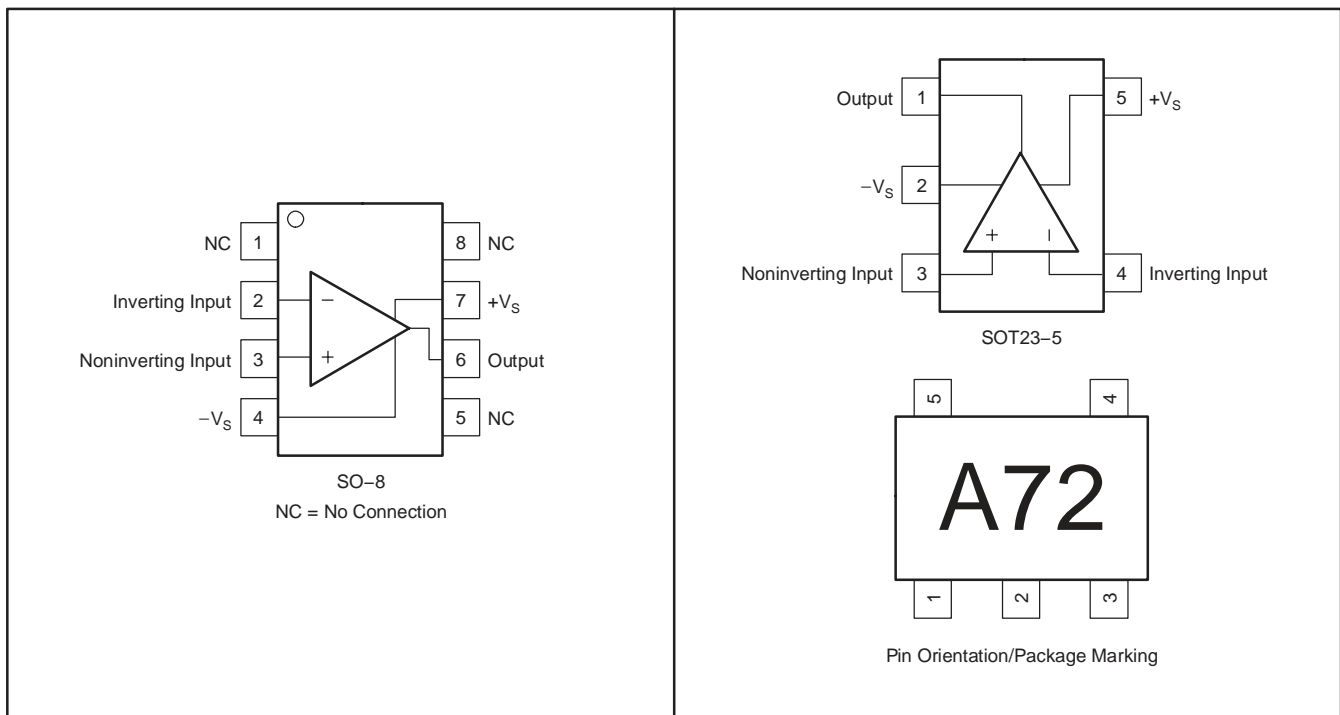 NC 1
8 NC
Inverting Input 2
−
7 +VS
Noninverting Input 3
+
6 Output
−VS 4
5 NC
SO−8
NC = No Connection
Output 1
5 +VS
−VS 2
+ −
Noninverting Input 3
4 Inverting Input
SOT23−5
5 4
A72
1 2 3
Pin Orientation/Package Marking